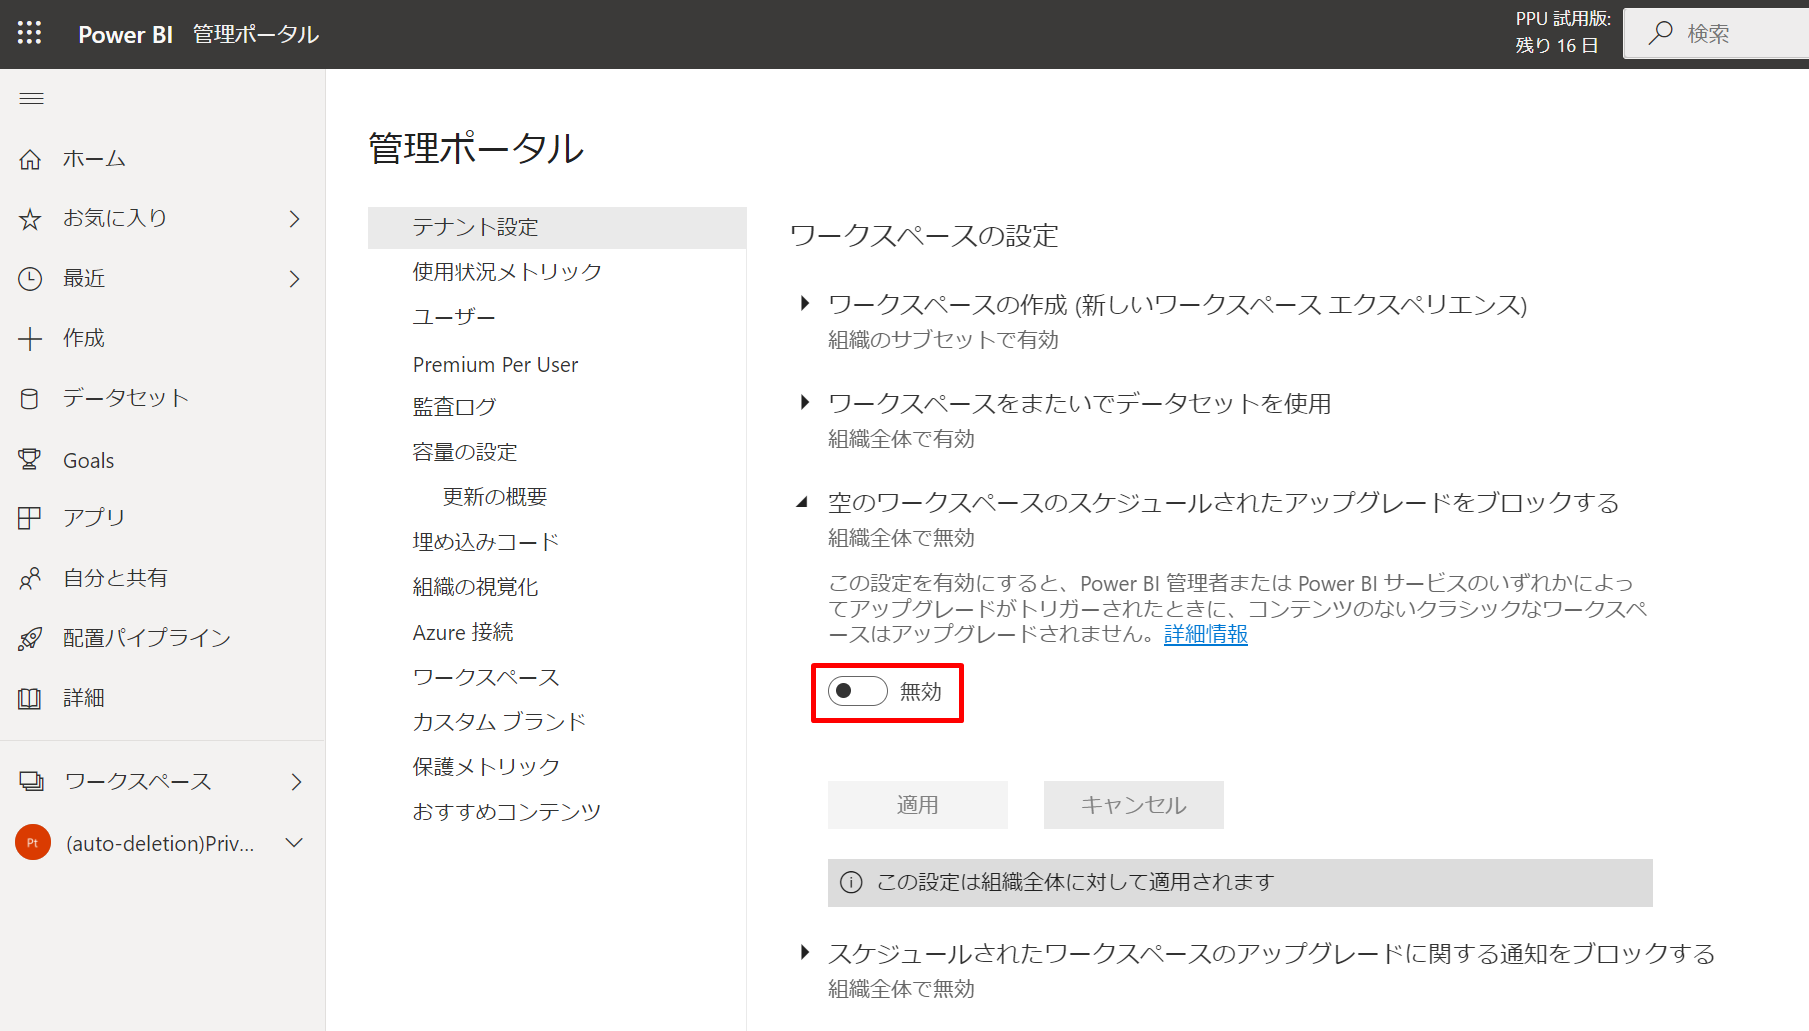 Power BI 管理ポータル
PPU 試用版:
残り 16 日
検索
ホーム
お気に入り
最近
作成
データセット
Goals
アプリ
自分と共有
配置パイプライン
詳細
ワークスペース
Pt
(auto-deletion)Priv...
管理ポータル
テナント設定
使用状況メトリック
ユーザー
Premium Per User
監査ログ
容量の設定
更新の概要
埋め込みコード
組織の視覚化
Azure 接続
ワークスペース
カスタム ブランド
保護メトリック
おすすめコンテンツ
ワークスペースの設定
ワークスペースの作成 (新しいワークスペース エクスペリエンス)
組織のサブセットで有効
ワークスペースをまたいでデータセットを使用
組織全体で有効
空のワークスペースのスケジュールされたアップグレードをブロックする
組織全体で無効
この設定を有効にすると、Power BI 管理者または Power BI サービスのいずれかによっ
てアップグレードがトリガーされたときに、コンテンツのないクラシックなワークスペ
ースはアップグレードされません。詳細情報
無効
適用
キャンセル
この設定は組織全体に対して適用されます
スケジュールされたワークスペースのアップグレードに関する通知をブロックする
組織全体で無効